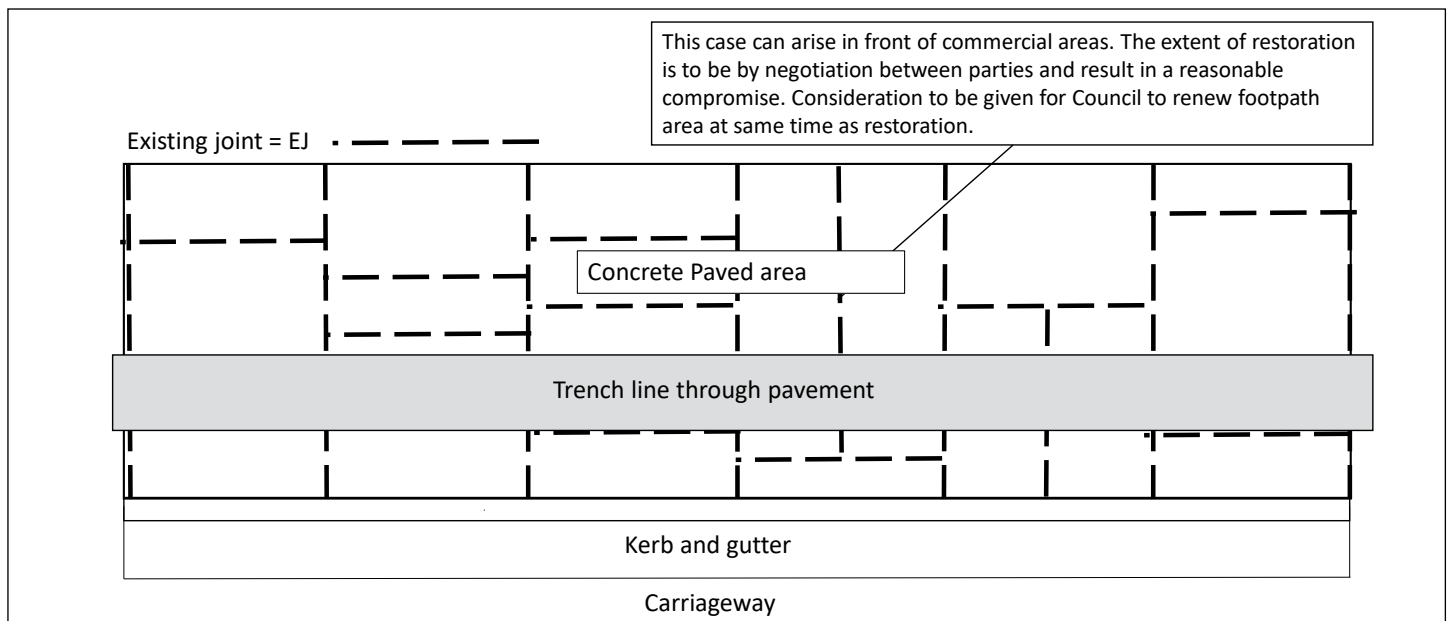 This case can arise in front of commercial areas. The extent of restoration
is to be by negotiation between parties and result in a reasonable
compromise. Consideration to be given for Council to renew footpath
area at same time as restoration.
Existing joint = EJ
Concrete Paved area
Trench line through pavement
Kerb and gutter
Carriageway